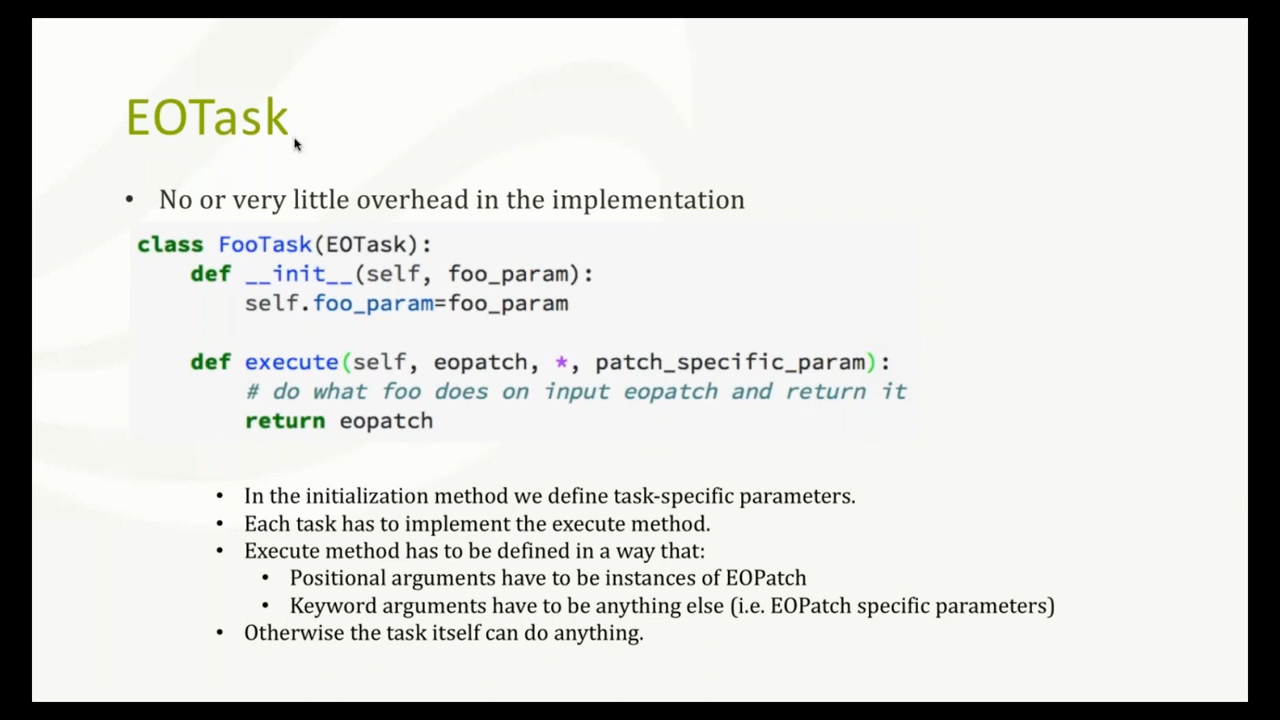 EOTask
• No or very little overhead in the implementation
class FooTask(EOTask):
    def __init__(self, foo_param):
        self.foo_param=foo_param
    def execute(self, eopatch, *, patch_specific_param):
        # do what foo does on input eopatch and return it
        return eopatch
• In the initialization method we define task-specific parameters.
• Each task has to implement the execute method.
• Execute method has to be defined in a way that:
• Positional arguments have to be instances of EOPatch
• Keyword arguments have to be anything else (i.e. EOPatch specific parameters)
• Otherwise the task itself can do anything.